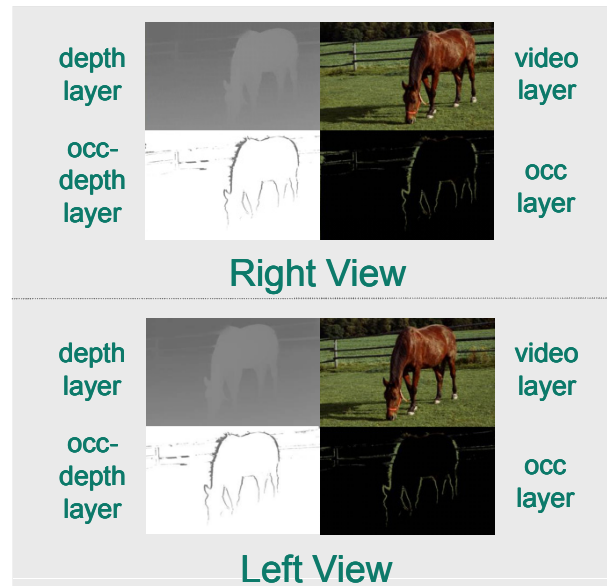 depth
layer
video
layer
occ-
depth
layer
occ
layer
Right View
depth
layer
video
layer
occ-
depth
layer
occ
layer
Left View